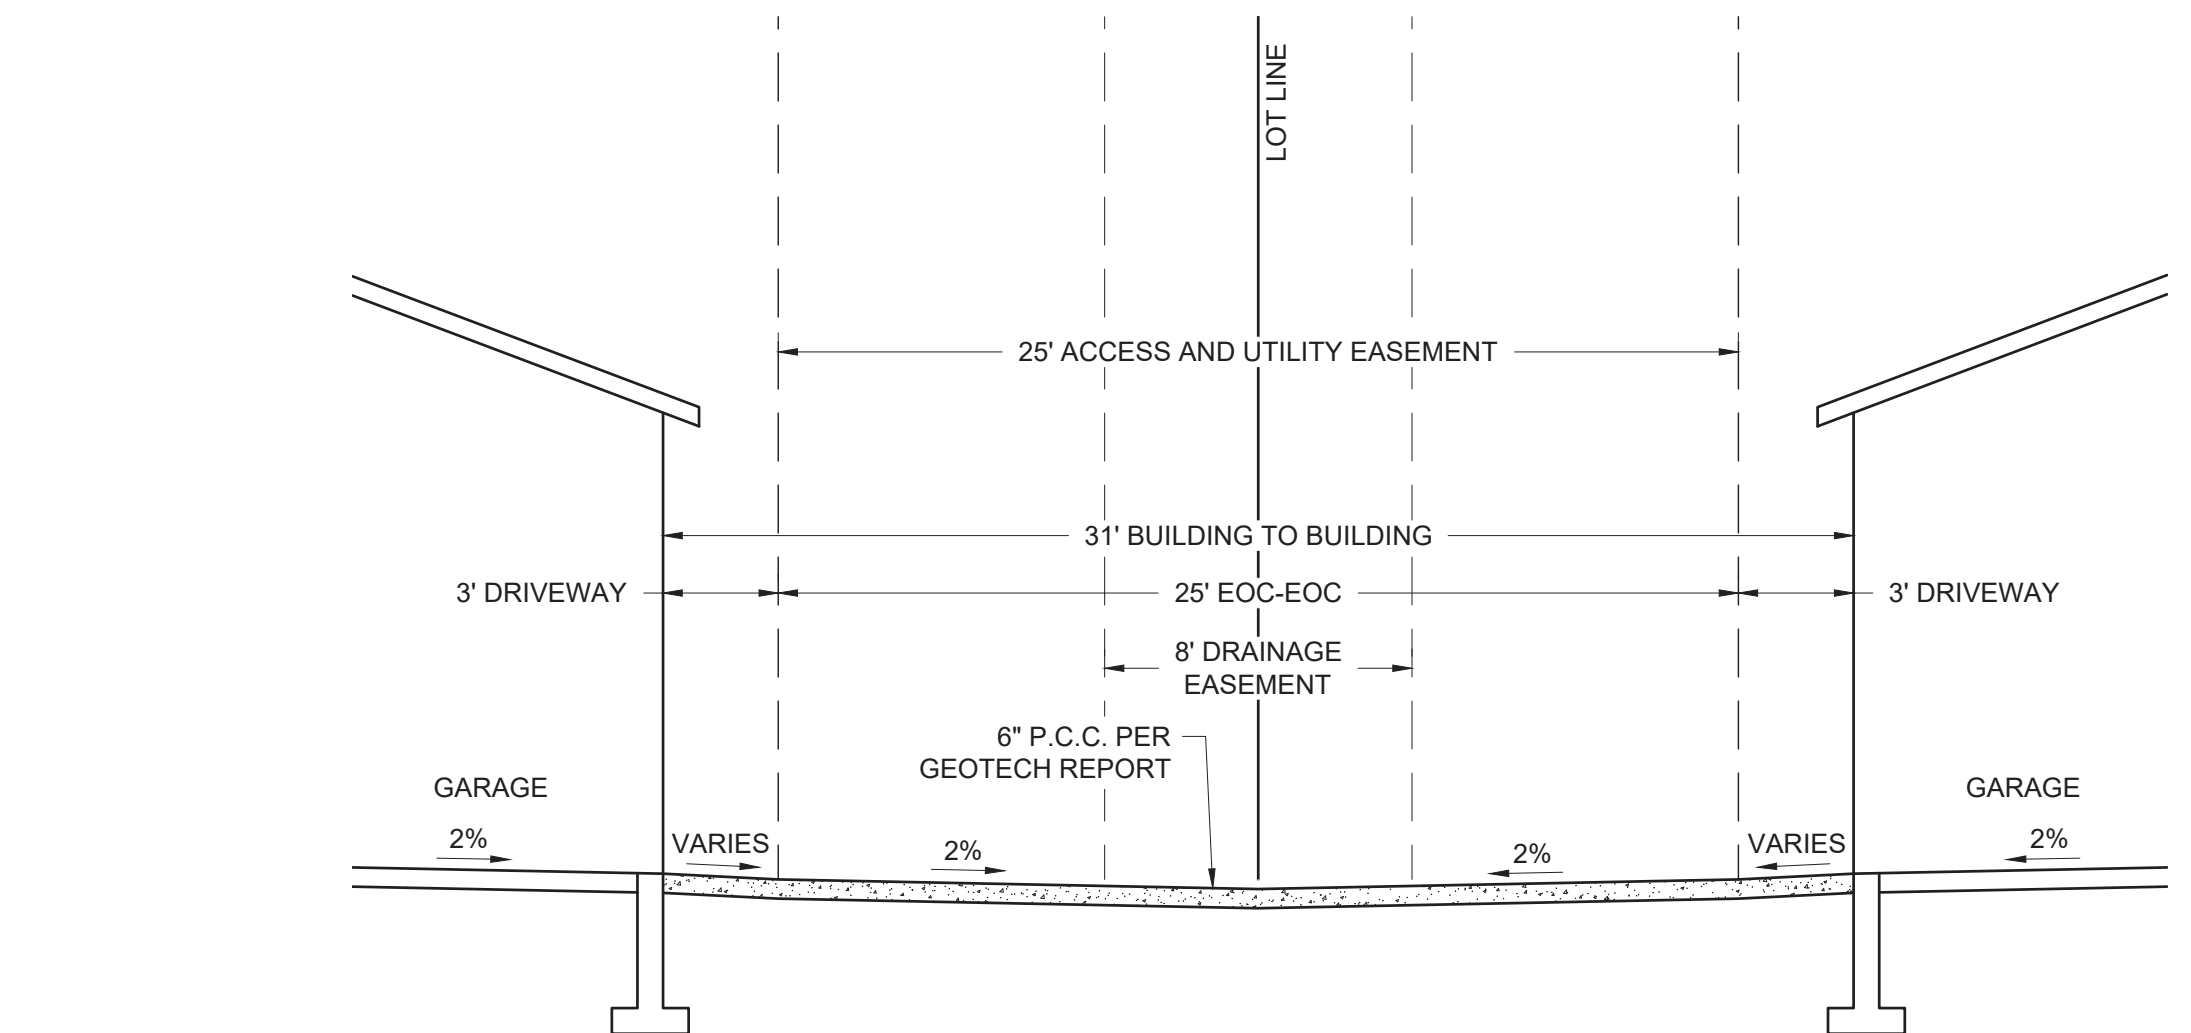 LOT LINE
25' ACCESS AND UTILITY EASEMENT
31' BUILDING TO BUILDING
3' DRIVEWAY
25' EOC-EOC
3' DRIVEWAY
8' DRAINAGE
EASEMENT
6" P.C.C. PER
GEOTECH REPORT
GARAGE
GARAGE
2%
VARIES
2%
2%
VARIES
2%